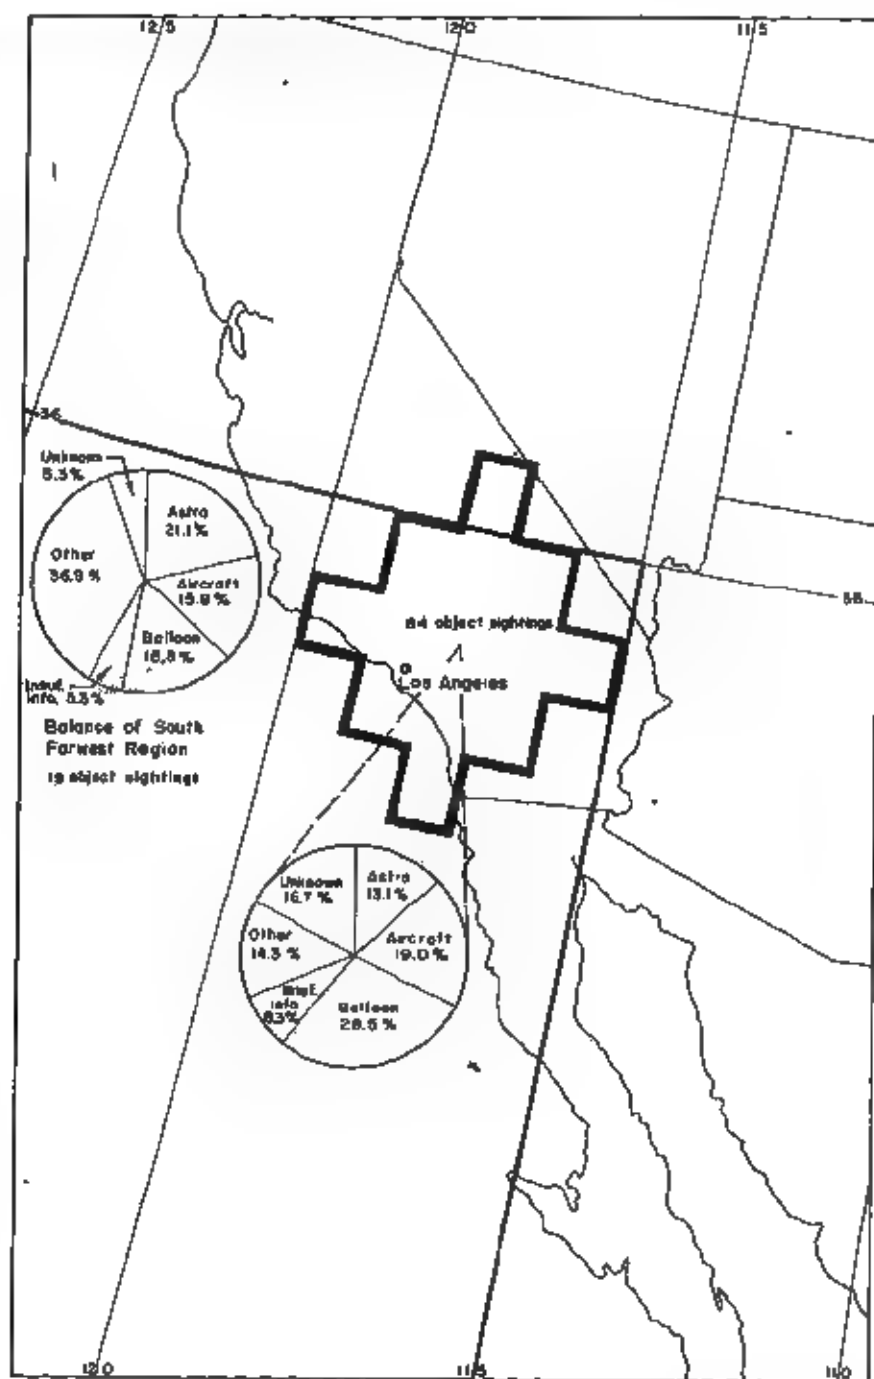 125
120
115
36
Unknown
5.3%
Astro
21.1%
Other
36.9%
Aircraft
15.8%
Balloon
15.8%
Insuf.
Info, 5.3%
Balance of South
Farwest Region
19 object sightings
84 object sightings
Los Angeles
Unknown
16.7%
Astro
13.1%
Other
14.3%
Aircraft
19.0%
Insuf.
Info
8.3%
Balloon
28.5%
120
115
110